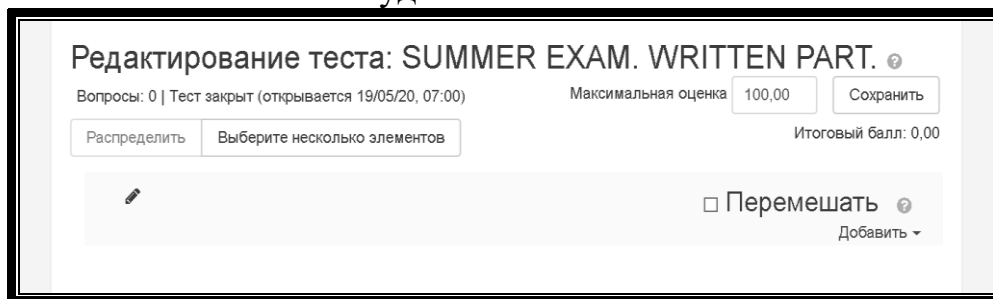 Редактирование теста: SUMMER EXAM. WRITTEN PART.
Вопросы: 0 | Тест закрыт (открывается 19/05/20, 07:00)
Максимальная оценка 100,00 Сохранить
Распределить Выберите несколько элементов
Итоговый балл: 0,00
Перемешать
Добавить